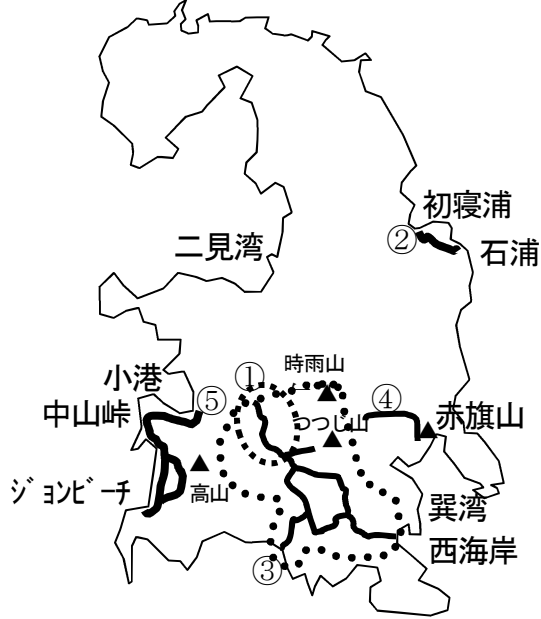 初寝浦
②
石浦
二見湾
時雨山
①
小港
⑤
④
中山峠
つつじ山
赤旗山
ジョンビーチ
高山
巽湾
西海岸
③